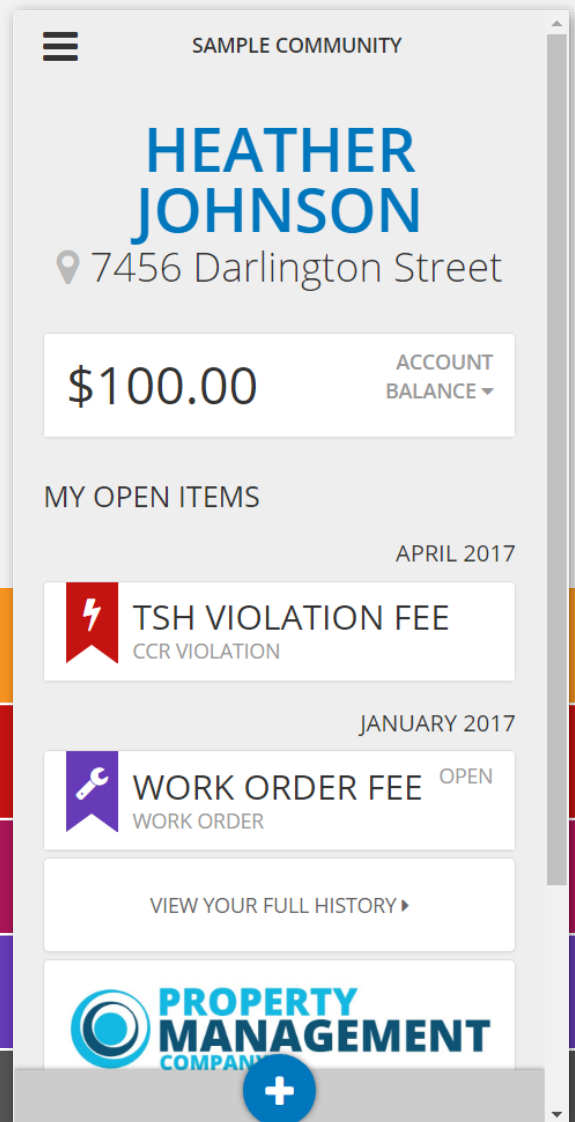 SAMPLE COMMUNITY
HEATHER
JOHNSON
7456 Darlington Street
$100.00
ACCOUNT
BALANCE
MY OPEN ITEMS
APRIL 2017
TSH VIOLATION FEE
CCR VIOLATION
JANUARY 2017
WORK ORDER FEE
OPEN
WORK ORDER
VIEW YOUR FULL HISTORY
PROPERTY
MANAGEMENT
COMPANY